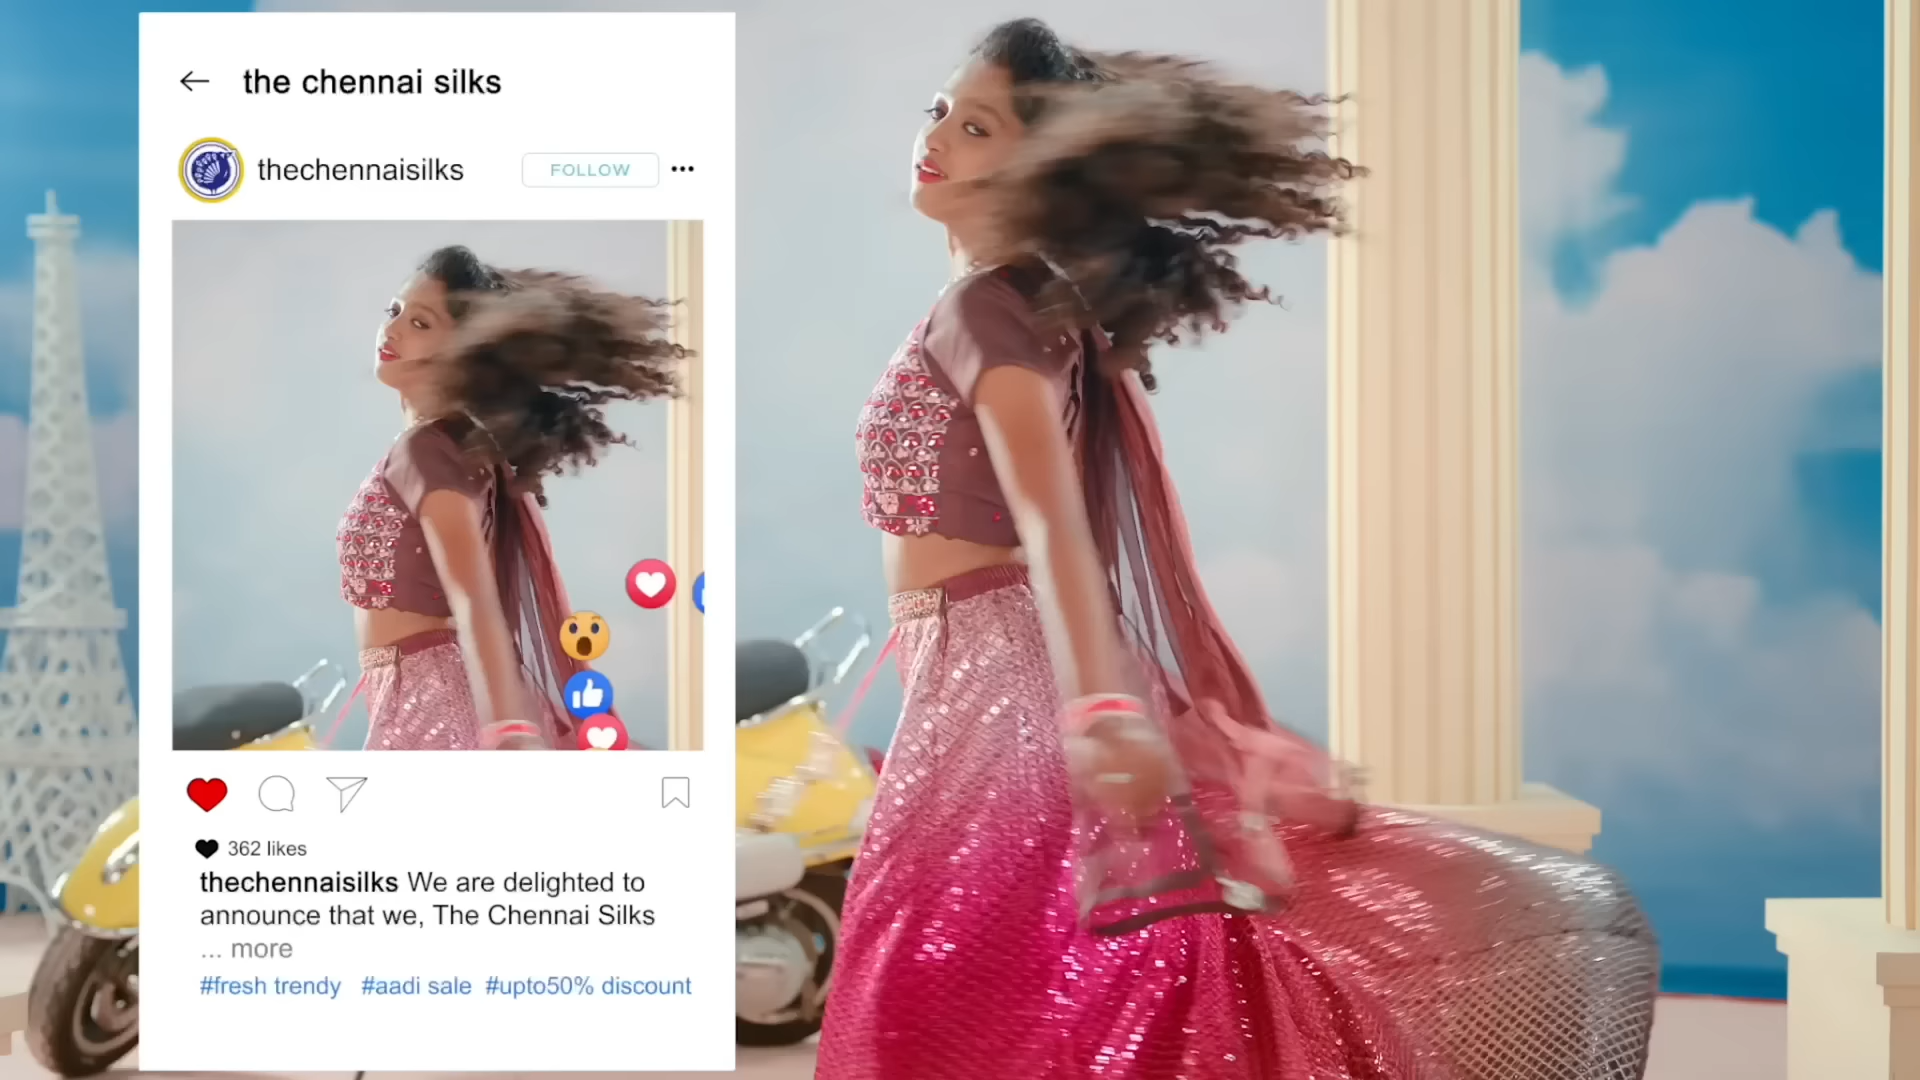 the chennai silks
thechennaisilks FOLLOW
362 likes
thechennaisilks We are delighted to
announce that we, The Chennai Silks
... more
#fresh trendy #aadi sale #upto50% discount